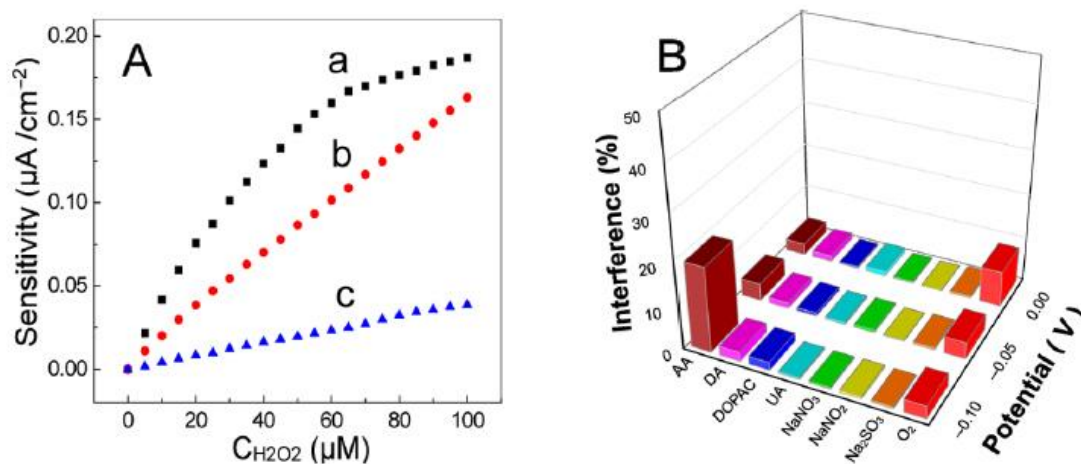 A
a
b
c
Sensitivity (μA /cm⁻²)
0.20
0.15
0.10
0.05
0.00
0 20 40 60 80 100
C_H2O2 (μM)
B
Interference (%)
50
40
30
20
10
0
AA
DA
DOPAC
UA
NaNO₃
NaNO₂
Na₂SO₃
O₂
−0.10
−0.05
0.00
Potential ( V)